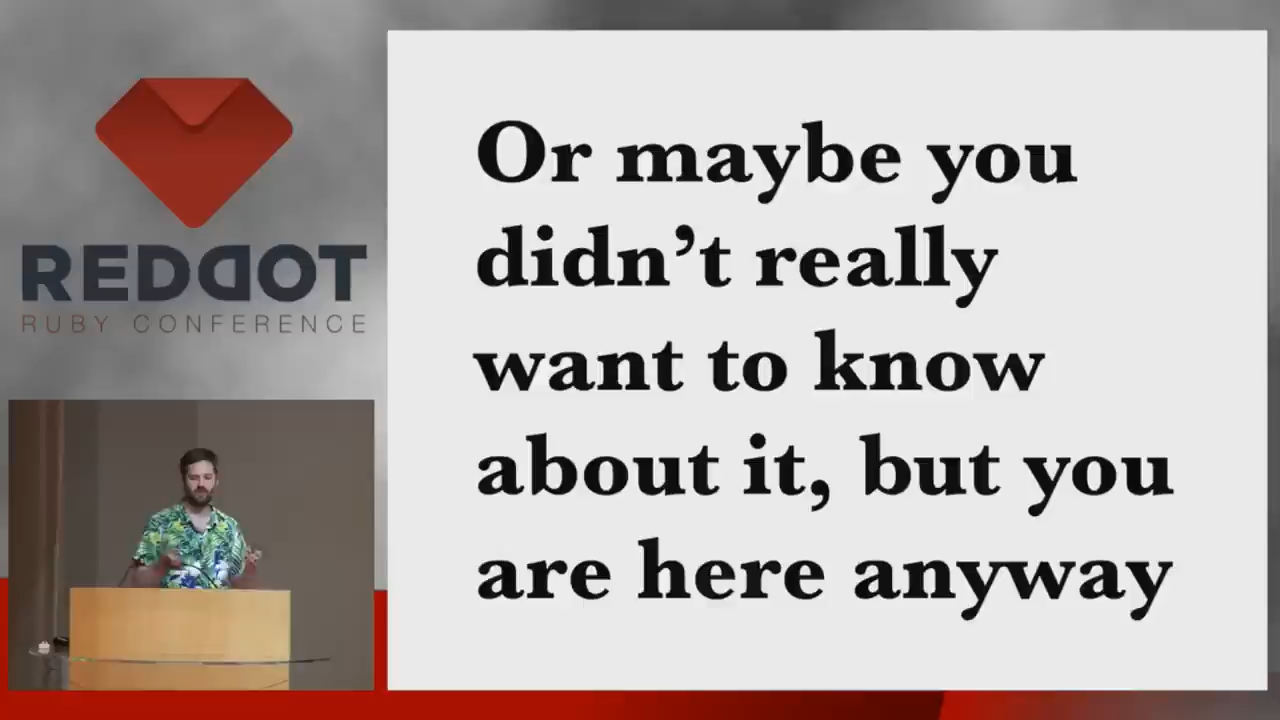 REDDOT
RUBY CONFERENCE
Or maybe you
didn’t really
want to know
about it, but you
are here anyway